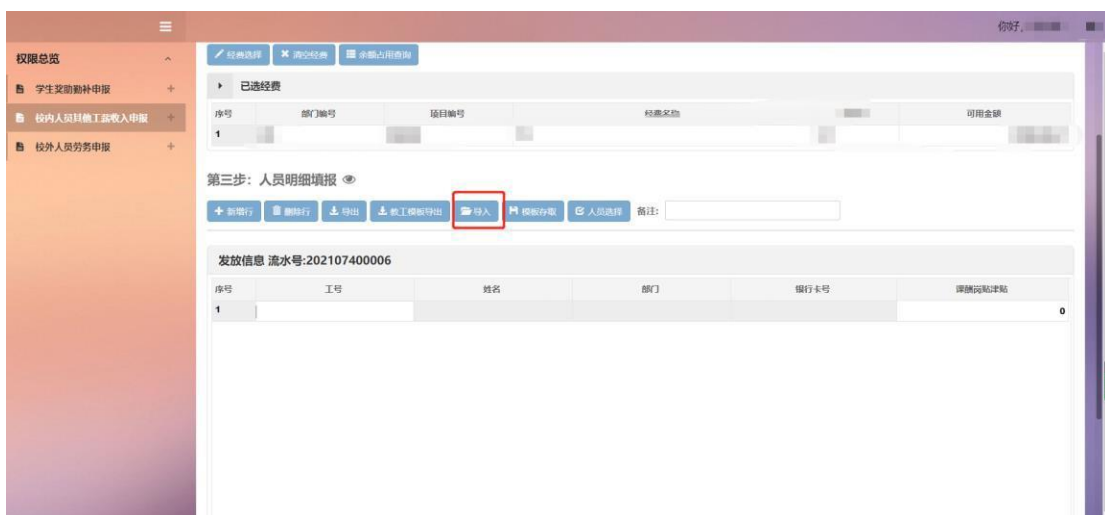 你好,
权限总览
学生奖助勤补申报
校内人员其他工薪收入申报
校外人员劳务申报
经费选择 清空经费 余额占用查询
已选经费
序号 部门编号 项目编号 经费名称 可用金额
1
第三步：人员明细填报
新增行 删除行 导出 教工模板导出 导入 模板存取 人员选择 备注:
发放信息 流水号:202107400006
序号 工号 姓名 部门 银行卡号 课酬岗贴津贴
1 0